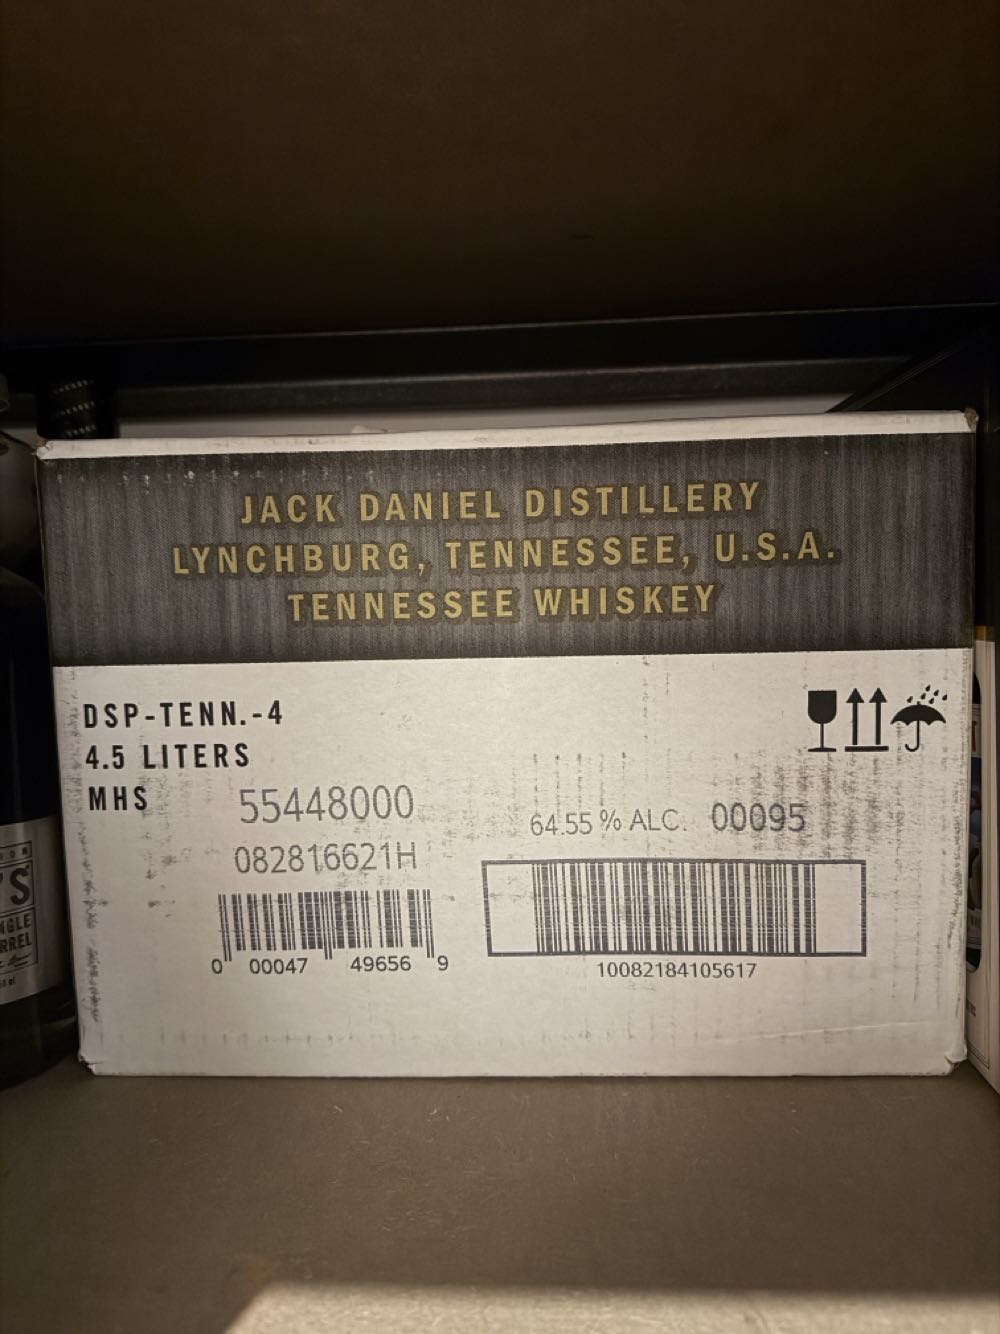 JACK DANIEL DISTILLERY
LYNCHBURG, TENNESSEE, U.S.A.
TENNESSEE WHISKEY
DSP-TENN.-4
4.5 LITERS
MHS
55448000
64.55 % ALC. 00095
082816621H
0 00047 49656 9
10082184105617
'S